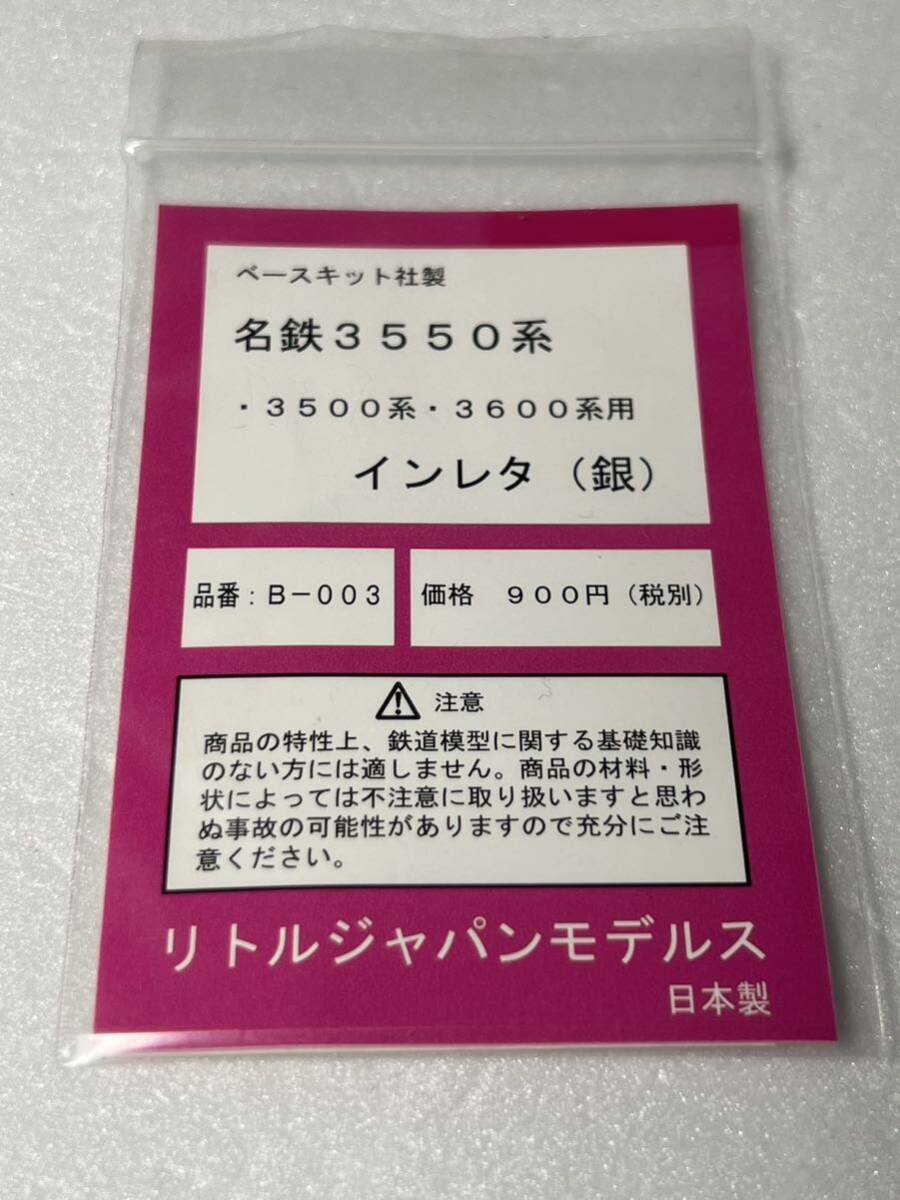 ベースキット社製
名鉄３５５０系
・３５００系・３６００系用
インレタ（銀）
品番：Ｂ－００３
価格　９００円（税別）
注意
商品の特性上、鉄道模型に関する基礎知識
のない方には適しません。商品の材料・形
状によっては不注意に取り扱いますと思わ
ぬ事故の可能性がありますので充分にご注
意ください。
リトルジャパンモデルス
日本製